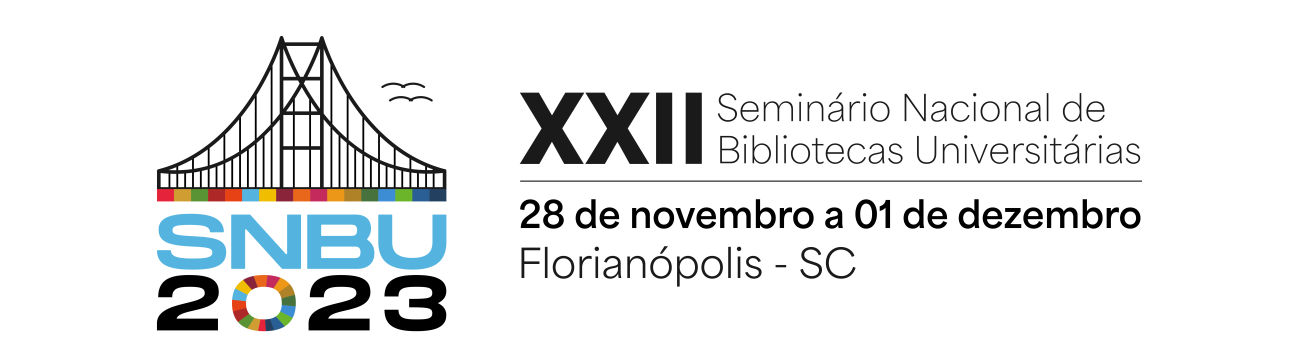 SNBU
2023
XXII
Seminário Nacional de
Bibliotecas Universitárias
28 de novembro a 01 de dezembro
Florianópolis - SC